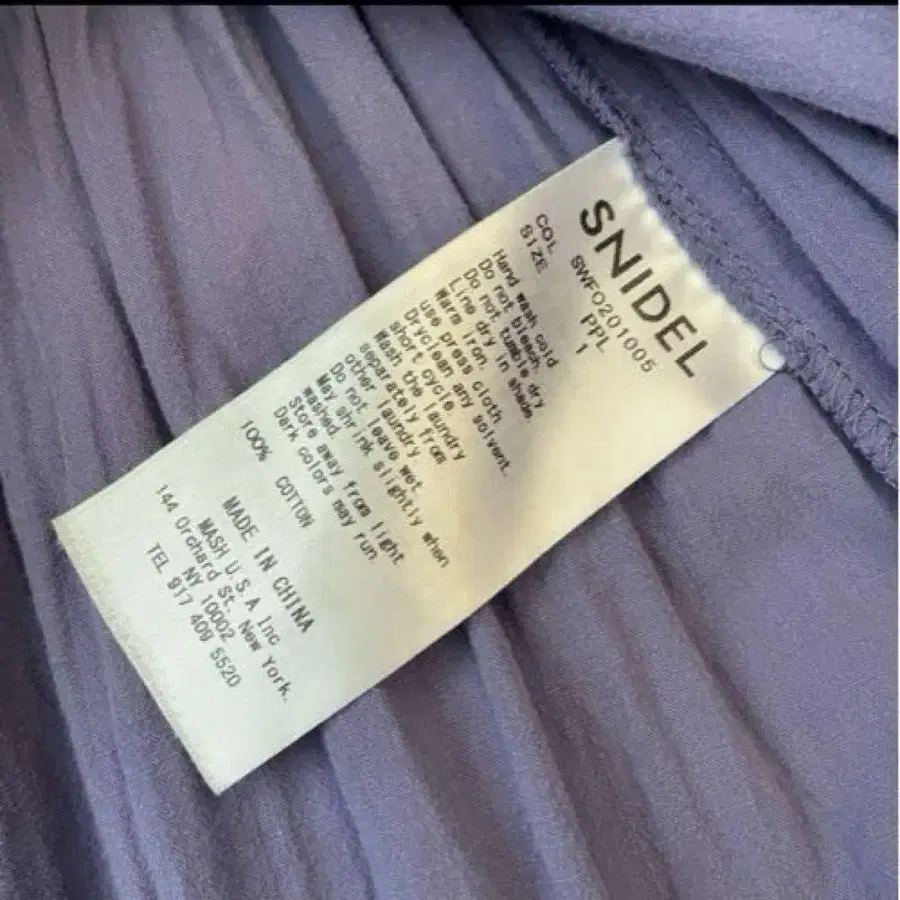 SNIDEL
SWFO201005
COL PPL
SIZE 1
Hand wash cold
Do not bleach.
Do not tumble dry
Line dry in shade.
Warm iron.
use press cloth
Dryclean any solvent.
short cycle
Wash the laundry
separately from
other laundry
Do not leave wet
May shrink slightly when
washed.
Store away from light
Dark colors may run
100% COTTON
MADE IN CHINA
MASH U.S.A Inc
144 Orchard St. New York.
NY 10002
TEL 917 409 5520